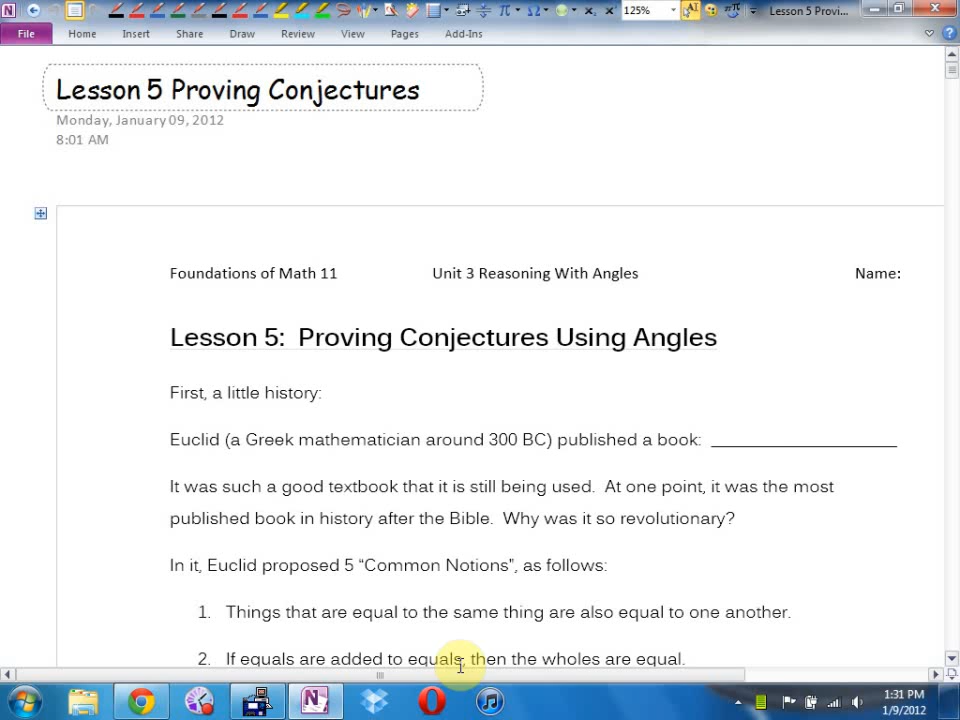 125%
Lesson 5 Provi...
File Home Insert Share Draw Review View Pages Add-Ins
Lesson 5 Proving Conjectures
Monday, January 09, 2012
8:01 AM
Foundations of Math 11 Unit 3 Reasoning With Angles Name:
Lesson 5: Proving Conjectures Using Angles
First, a little history:
Euclid (a Greek mathematician around 300 BC) published a book: ____________________
It was such a good textbook that it is still being used. At one point, it was the most
published book in history after the Bible. Why was it so revolutionary?
In it, Euclid proposed 5 “Common Notions”, as follows:
1. Things that are equal to the same thing are also equal to one another.
2. If equals are added to equals, then the wholes are equal.
1:31 PM
1/9/2012